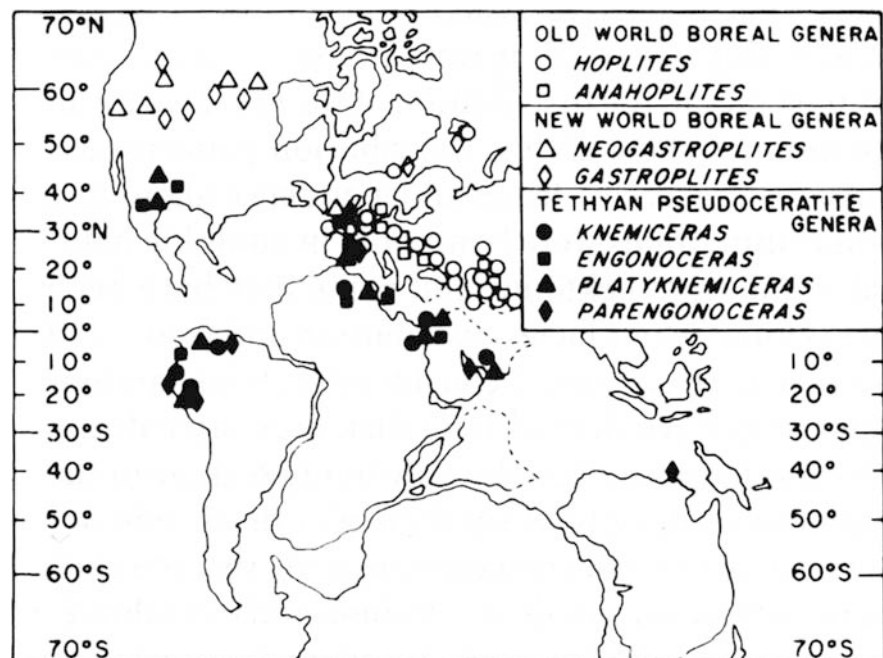 70°N
60°
50°
40°
30°N
20°
10°
0°
10°
20°
30°S
40°
50°
60°S
70°S
OLD WORLD BOREAL GENERA
HOPLITES
ANAHOPLITES
NEW WORLD BOREAL GENERA
NEOGASTROPLITES
GASTROPLITES
TETHYAN PSEUDOCERATITE
GENERA
KNEMICERAS
ENGONOCERAS
PLATYKNEMICERAS
PARENGONOCERAS
0°
10°
20°
30°S
40°
50°
60°S
70°S